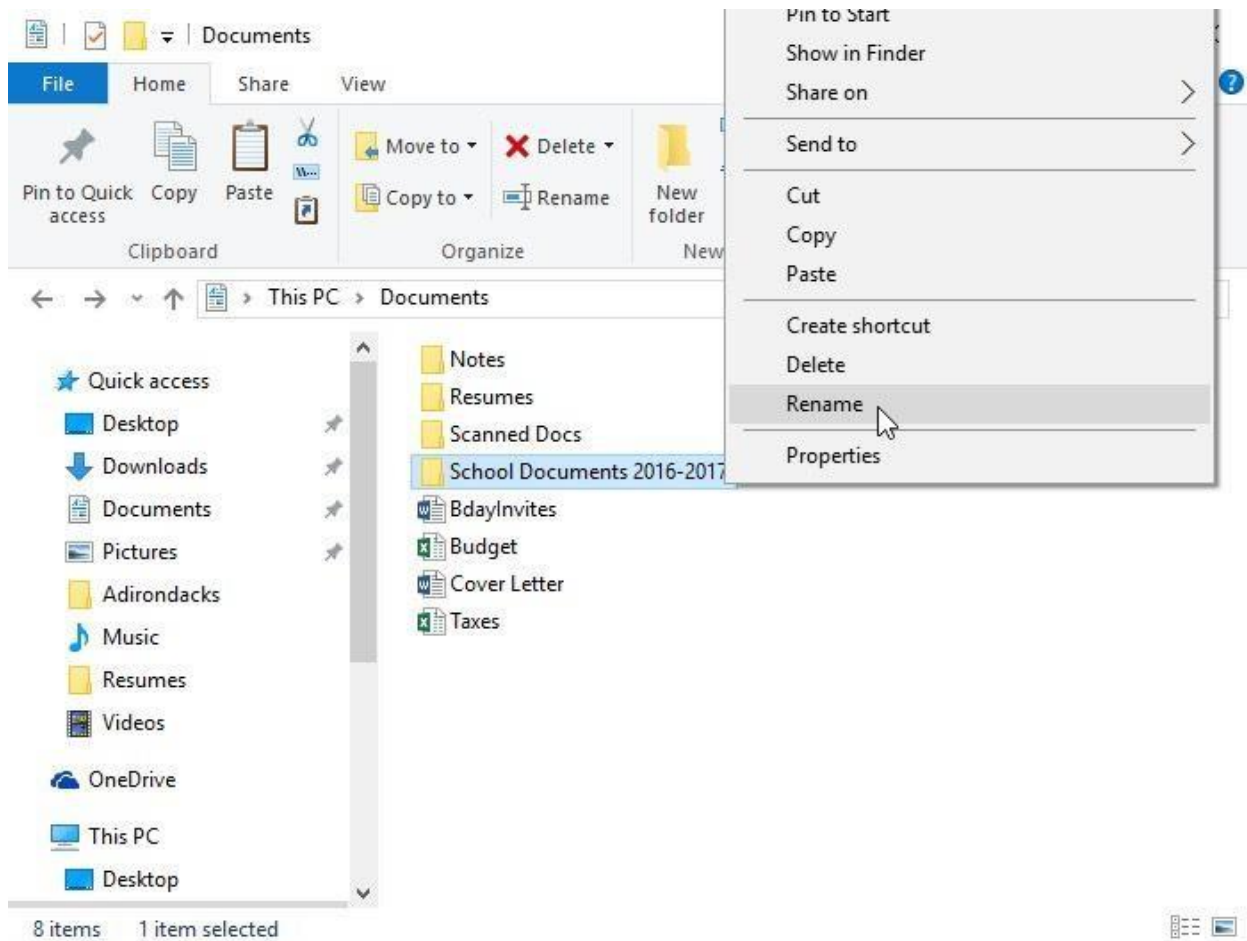 Documents
File Home Share View
Pin to Quick access
Copy
Paste
Clipboard
Move to
Copy to
Delete
Rename
Organize
New folder
New
This PC > Documents
Quick access
Desktop
Downloads
Documents
Pictures
Adirondacks
Music
Resumes
Videos
OneDrive
This PC
Desktop
Notes
Resumes
Scanned Docs
School Documents 2016-2017
BdayInvites
Budget
Cover Letter
Taxes
Pin to Start
Show in Finder
Share on
Send to
Cut
Copy
Paste
Create shortcut
Delete
Rename
Properties
8 items 1 item selected